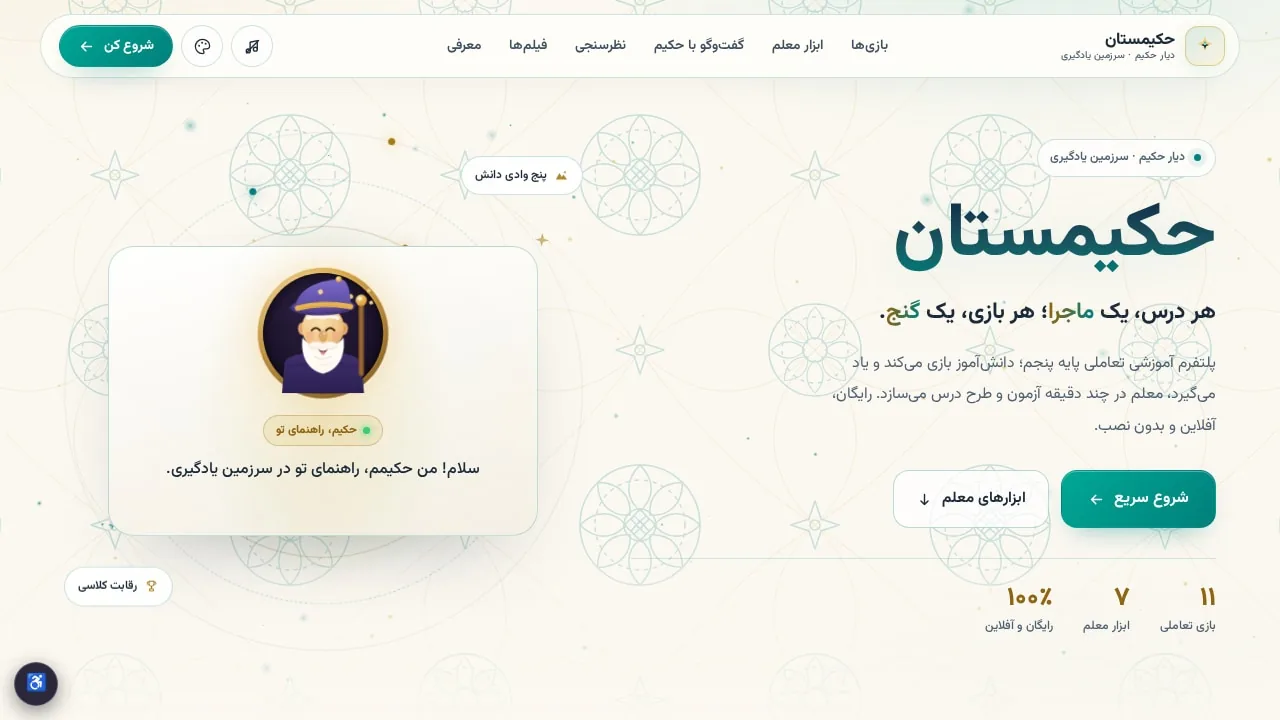 حکیمستان
دیار حکیم · سرزمین یادگیری
بازی‌ها
ابزار معلم
گفت‌وگو با حکیم
نظرسنجی
فیلم‌ها
معرفی
شروع کن ←
دیار حکیم · سرزمین یادگیری
حکیمستان
هر درس، یک ماجرا؛ هر بازی، یک گنج.
پلتفرم آموزشی تعاملی پایه پنجم؛ دانش‌آموز بازی می‌کند و یاد
می‌گیرد، معلم در چند دقیقه آزمون و طرح درس می‌سازد. رایگان،
آفلاین و بدون نصب.
شروع سریع ←
ابزارهای معلم ↓
۱۱
بازی تعاملی
۷
ابزار معلم
۱۰۰٪
رایگان و آفلاین
پنج وادی دانش
حکیم، راهنمای تو
سلام! من حکیمم، راهنمای تو در سرزمین یادگیری.
رقابت کلاسی